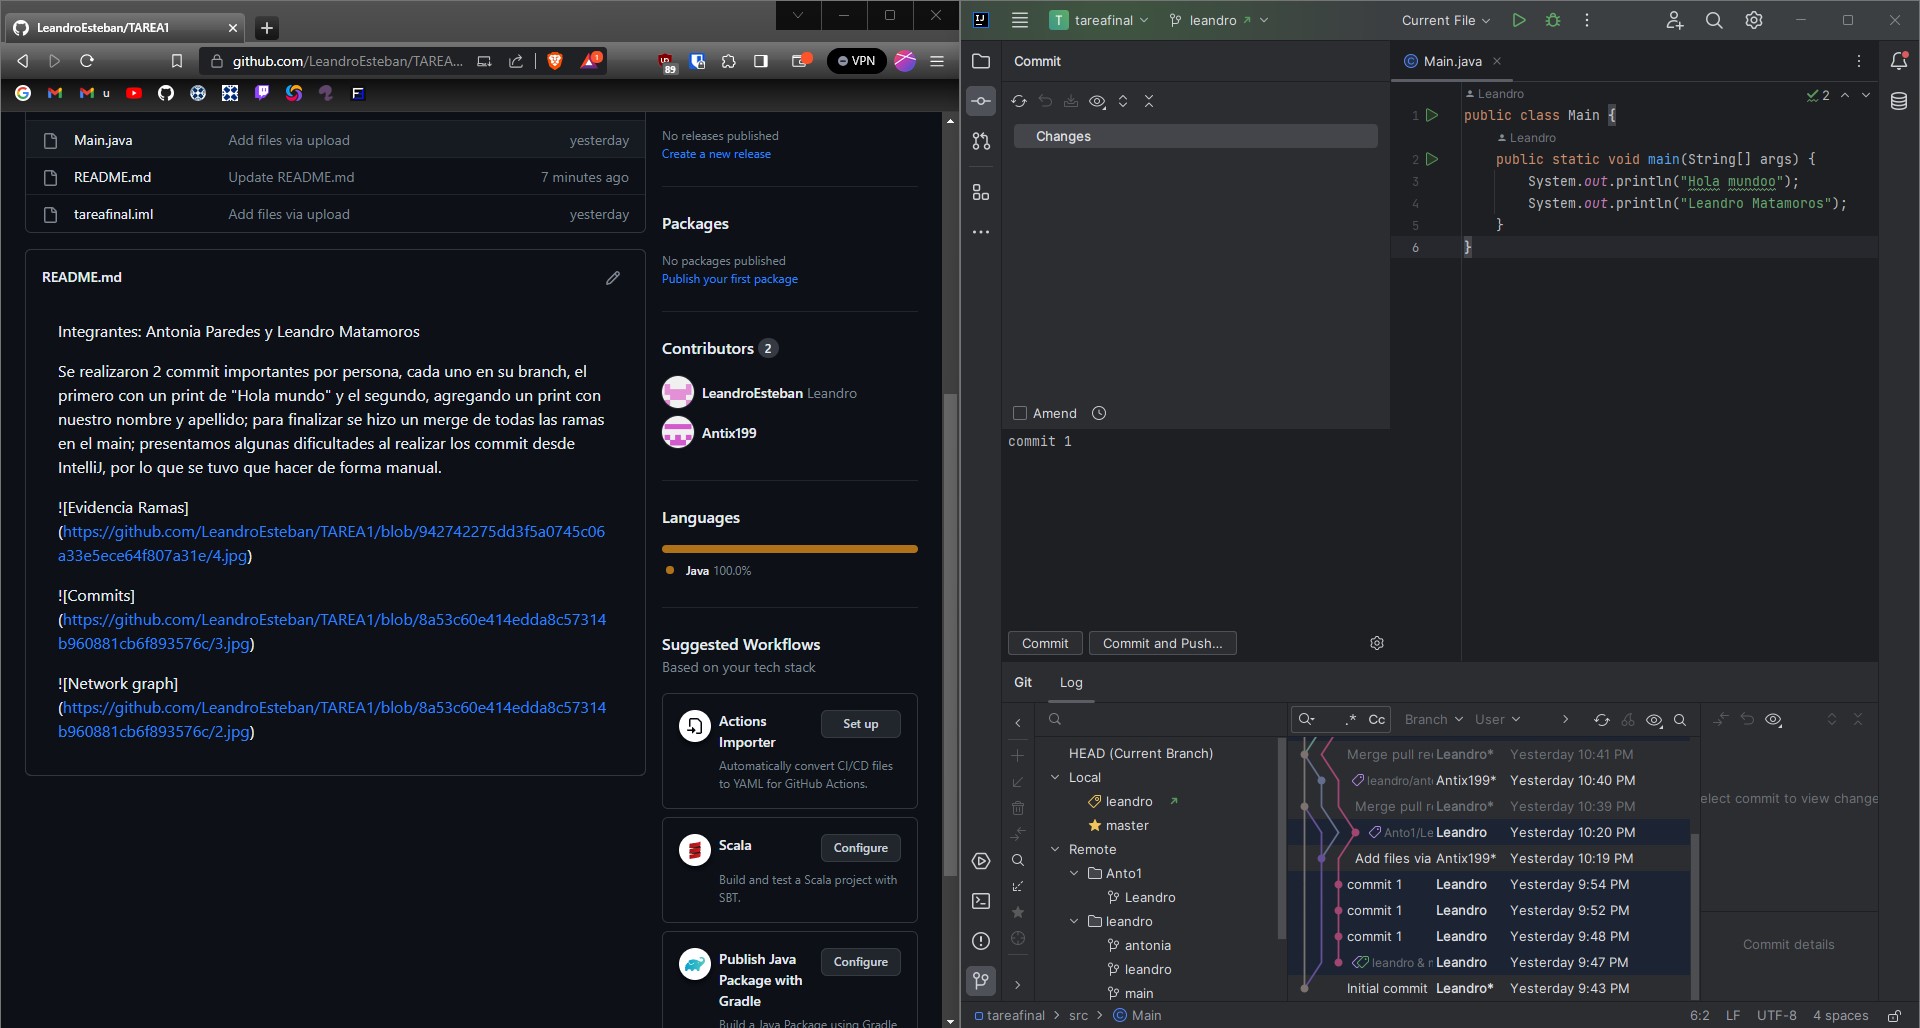 LeandroEsteban/TAREA1
github.com/LeandroEsteban/TAREA...
89
1
VPN
u
Main.java Add files via upload yesterday
README.md Update README.md 7 minutes ago
tareafinal.iml Add files via upload yesterday
README.md
Integrantes: Antonia Paredes y Leandro Matamoros
Se realizaron 2 commit importantes por persona, cada uno en su branch, el
primero con un print de "Hola mundo" y el segundo, agregando un print con
nuestro nombre y apellido; para finalizar se hizo un merge de todas las ramas
en el main; presentamos algunas dificultades al realizar los commit desde
IntelliJ, por lo que se tuvo que hacer de forma manual.
![Evidencia Ramas]
(https://github.com/LeandroEsteban/TAREA1/blob/942742275dd3f5a0745c06
a33e5ece64f807a31e/4.jpg)
![Commits]
(https://github.com/LeandroEsteban/TAREA1/blob/8a53c60e414edda8c57314
b960881cb6f893576c/3.jpg)
![Network graph]
(https://github.com/LeandroEsteban/TAREA1/blob/8a53c60e414edda8c57314
b960881cb6f893576c/2.jpg)
No releases published
Create a new release
Packages
No packages published
Publish your first package
Contributors 2
LeandroEsteban Leandro
Antix199
Languages
Java 100.0%
Suggested Workflows
Based on your tech stack
Actions
Importer
Set up
Automatically convert CI/CD files
to YAML for GitHub Actions.
Scala
Configure
Build and test a Scala project with
SBT.
Publish Java
Package with
Gradle
Configure
Build a Java Package using Gradle
IJ
T tareafinal
leandro
Current File
Commit
Changes
Amend
commit 1
Commit
Commit and Push...
Main.java
2
Leandro
1 public class Main {
Leandro
2 public static void main(String[] args) {
3 System.out.println("Hola mundoo");
4 System.out.println("Leandro Matamoros");
5 }
6 }
Git Log
.* Cc Branch User
HEAD (Current Branch)
Local
leandro
master
Remote
Anto1
Leandro
leandro
antonia
leandro
main
Merge pull re Leandro* Yesterday 10:41 PM
leandro/ant Antix199* Yesterday 10:40 PM
Merge pull r Leandro* Yesterday 10:39 PM
Anto1/Le Leandro Yesterday 10:20 PM
Add files via Antix199* Yesterday 10:19 PM
commit 1 Leandro Yesterday 9:54 PM
commit 1 Leandro Yesterday 9:52 PM
commit 1 Leandro Yesterday 9:48 PM
leandro & Leandro Yesterday 9:47 PM
Initial commit Leandro* Yesterday 9:43 PM
elect commit to view change
Commit details
tareafinal > src > Main
6:2 LF UTF-8 4 spaces